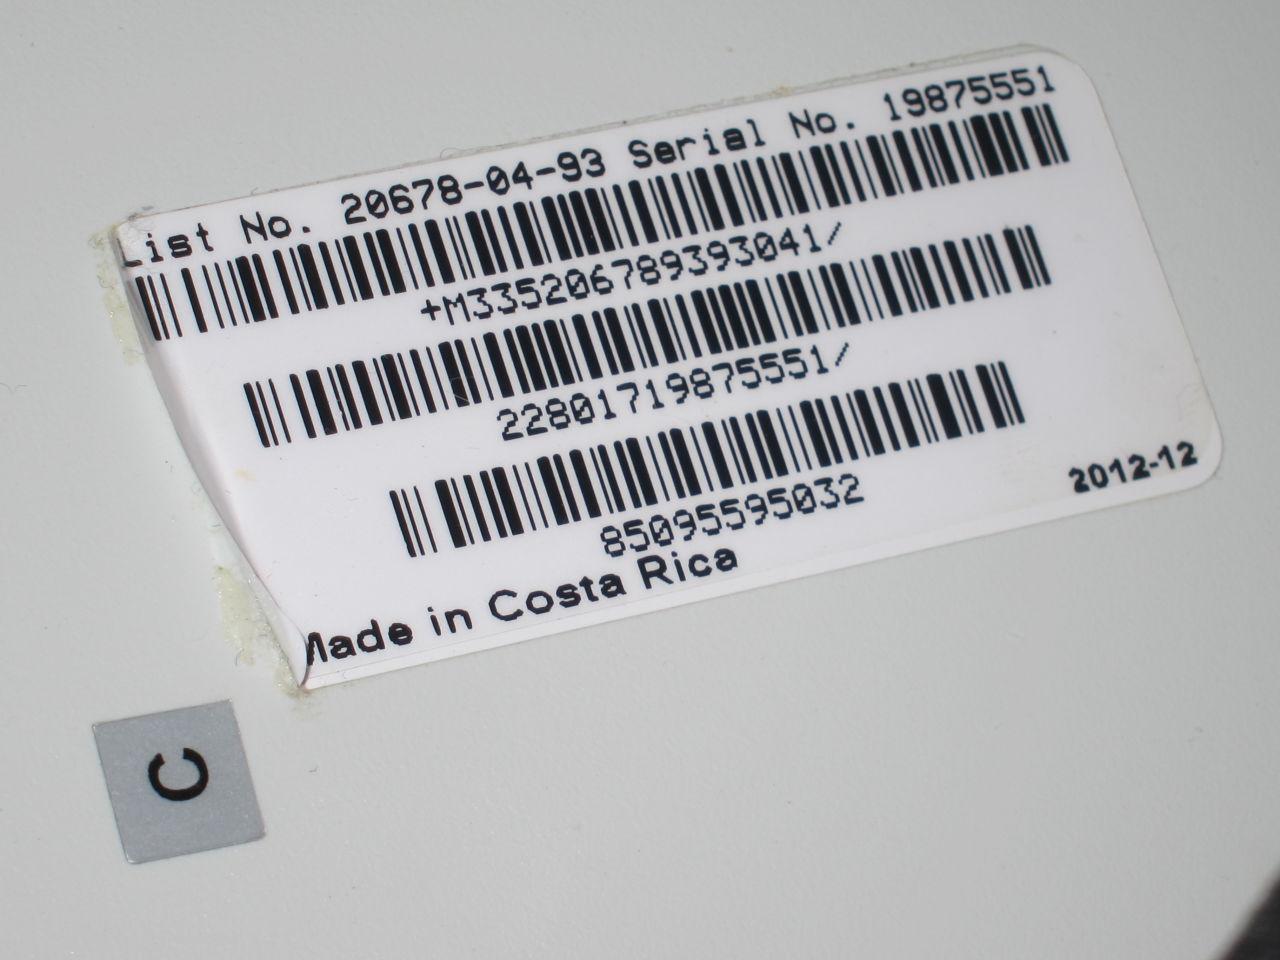 List No. 20678-04-93 Serial No. 19875551
+M335206789393041/
22801719875551/
85095595032
2012-12
Made in Costa Rica
C